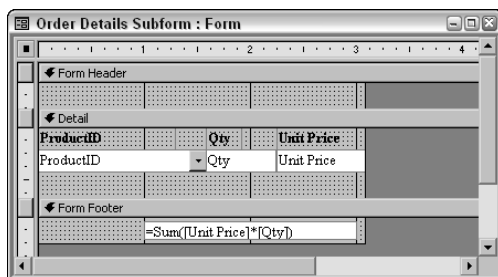 Order Details Subform : Form
1 2 3 4
Form Header
Detail
ProductID Qty Unit Price
ProductID Qty Unit Price
Form Footer
=Sum([Unit Price]*[Qty])